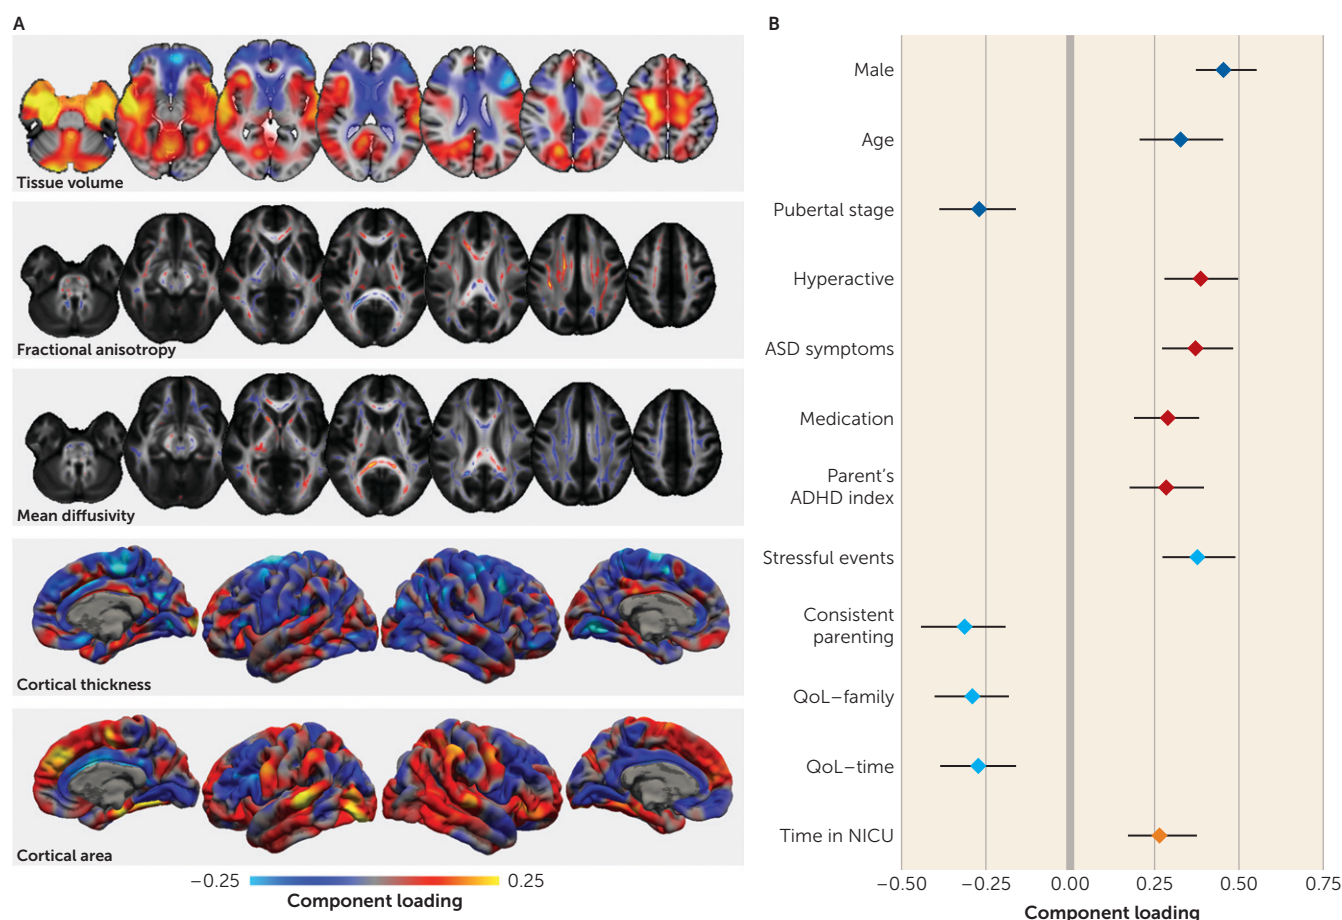 A
Tissue volume
Fractional anisotropy
Mean diffusivity
Cortical thickness
Cortical area
−0.25 0.25
Component loading
B
Male
Age
Pubertal stage
Hyperactive
ASD symptoms
Medication
Parent’s
ADHD index
Stressful events
Consistent
parenting
QoL–family
QoL–time
Time in NICU
−0.50 −0.25 0.00 0.25 0.50 0.75
Component loading